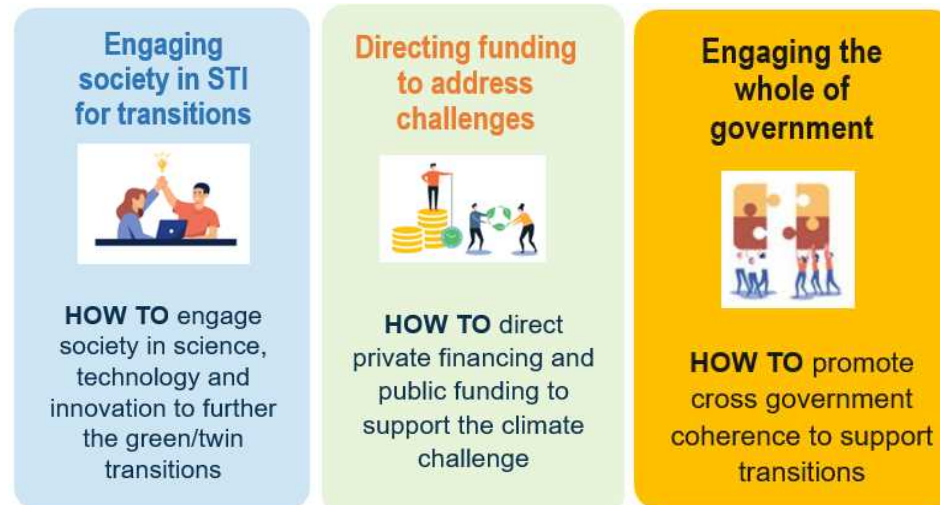 Engaging
society in STI
for transitions
HOW TO engage
society in science,
technology and
innovation to further
the green/twin
transitions
Directing funding
to address
challenges
HOW TO direct
private financing and
public funding to
support the climate
challenge
Engaging the
whole of
government
HOW TO promote
cross government
coherence to support
transitions